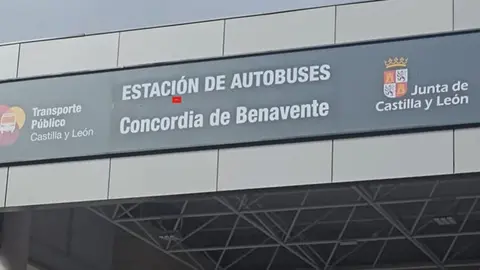 Transporte
Público
Castilla y León
ESTACIÓN DE AUTOBUSES
Concordia de Benavente
Junta de
Castilla y León